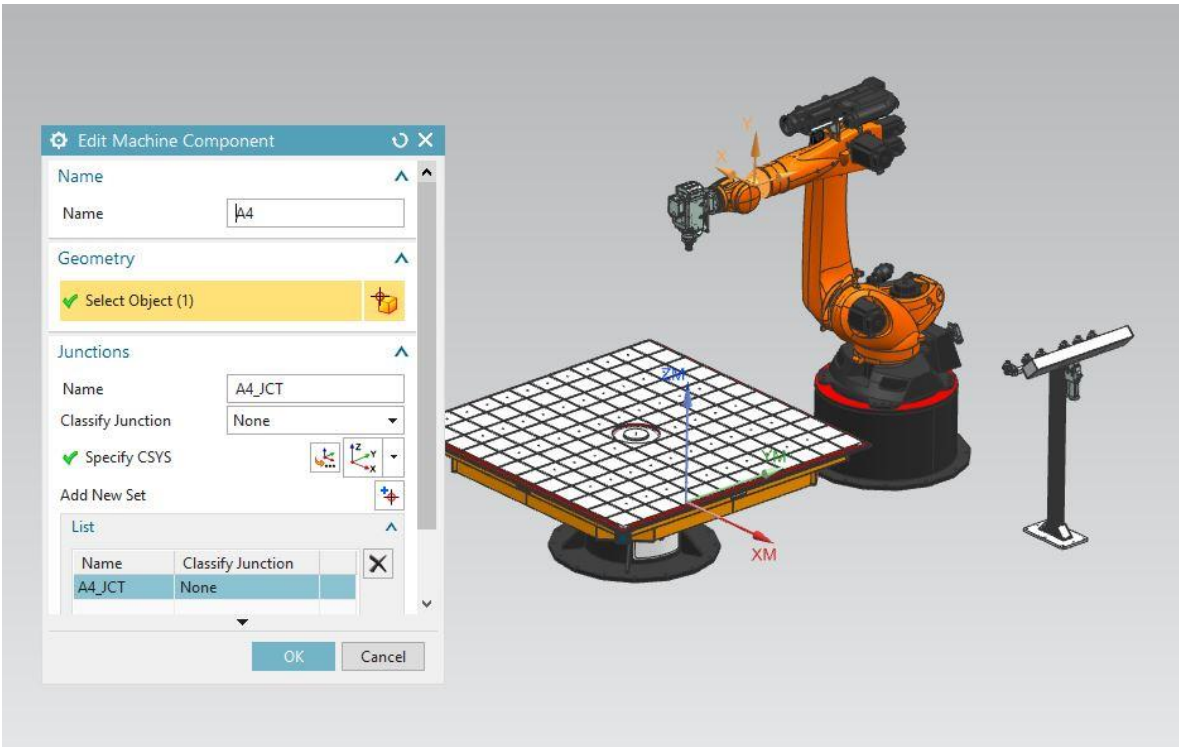 Edit Machine Component
Name
Name A4
Geometry
Select Object (1)
Junctions
Name A4_JCT
Classify Junction None
Specify CSYS Z Y X
Add New Set
List
Name Classify Junction
A4_JCT None
OK Cancel
Y
X
ZM
YM
XM